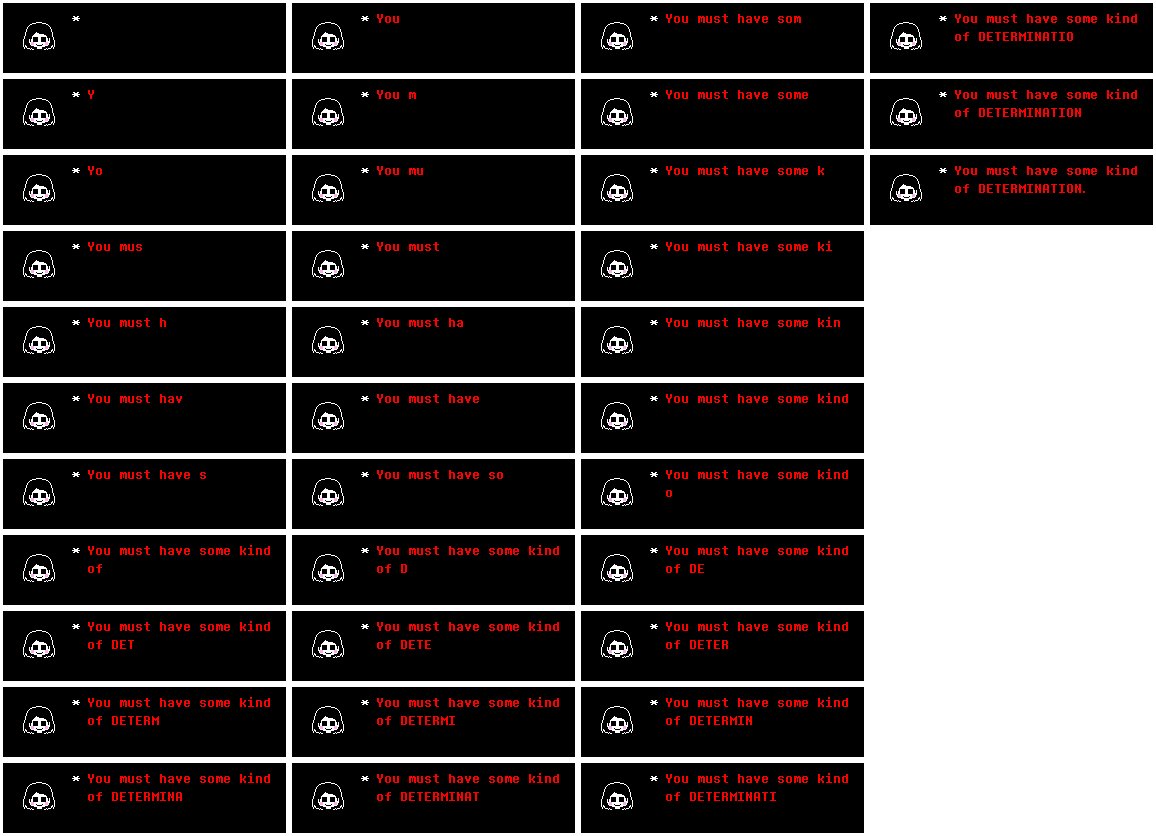 *
* You
* You must have som
* You must have some kind
of DETERMINATIO
* Y
* You m
* You must have some
* You must have some kind
of DETERMINATION
* Yo
* You mu
* You must have some k
* You must have some kind
of DETERMINATION.
* You mus
* You must
* You must have some ki
* You must h
* You must ha
* You must have some kin
* You must hav
* You must have
* You must have some kind
* You must have s
* You must have so
* You must have some kind
o
* You must have some kind
of
* You must have some kind
of D
* You must have some kind
of DE
* You must have some kind
of DET
* You must have some kind
of DETE
* You must have some kind
of DETER
* You must have some kind
of DETERM
* You must have some kind
of DETERMI
* You must have some kind
of DETERMIN
* You must have some kind
of DETERMINA
* You must have some kind
of DETERMINAT
* You must have some kind
of DETERMINATI